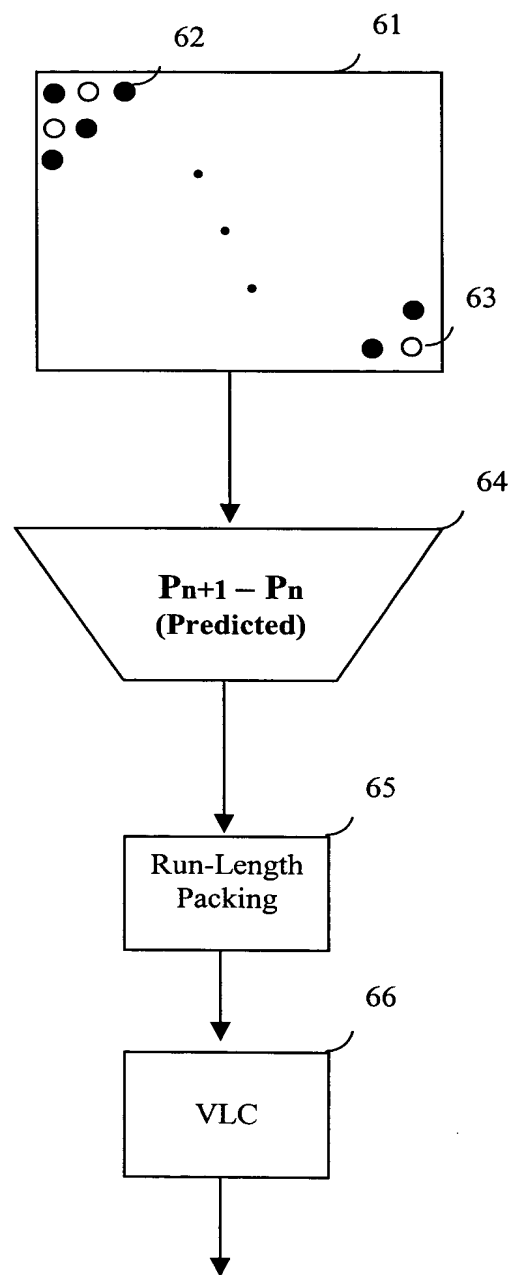 62
61
63
64
Pn+1 – Pn
(Predicted)
65
Run-Length
Packing
66
VLC